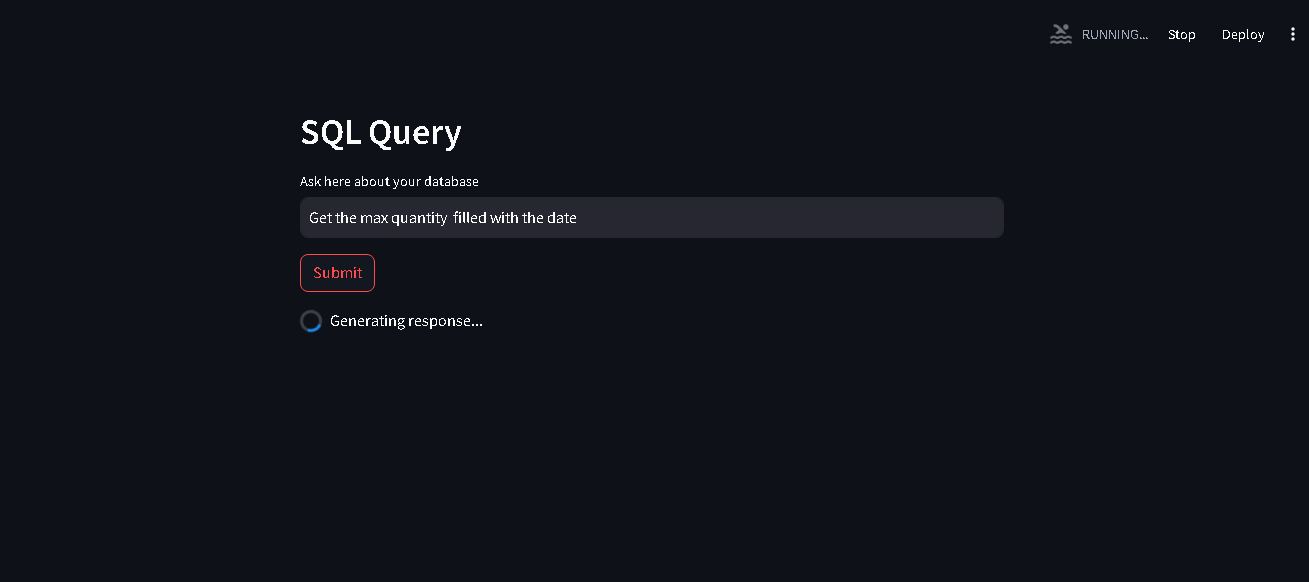 RUNNING... Stop Deploy
SQL Query
Ask here about your database
Get the max quantity filled with the date
Submit
Generating response...